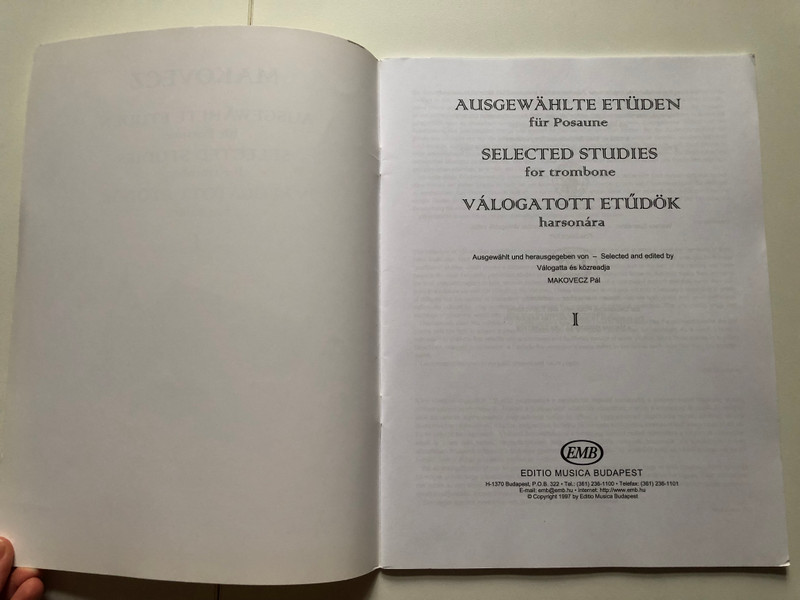 AUSGEWÄHLTE ETÜDEN
für Posaune
SELECTED STUDIES
for trombone
VÁLOGATOTT ETŰDÖK
harsonára
Ausgewählt und herausgegeben von – Selected and edited by
Válogatta és közreadja
MAKOVECZ Pál
I
EMB
EDITIO MUSICA BUDAPEST
H-1370 Budapest, P.O.B. 322 • Tel.: (361) 236-1100 • Telefax: (361) 236-1101
E-mail: emb@emb.hu • Internet: http://www.emb.hu
© Copyright 1997 by Editio Musica Budapest